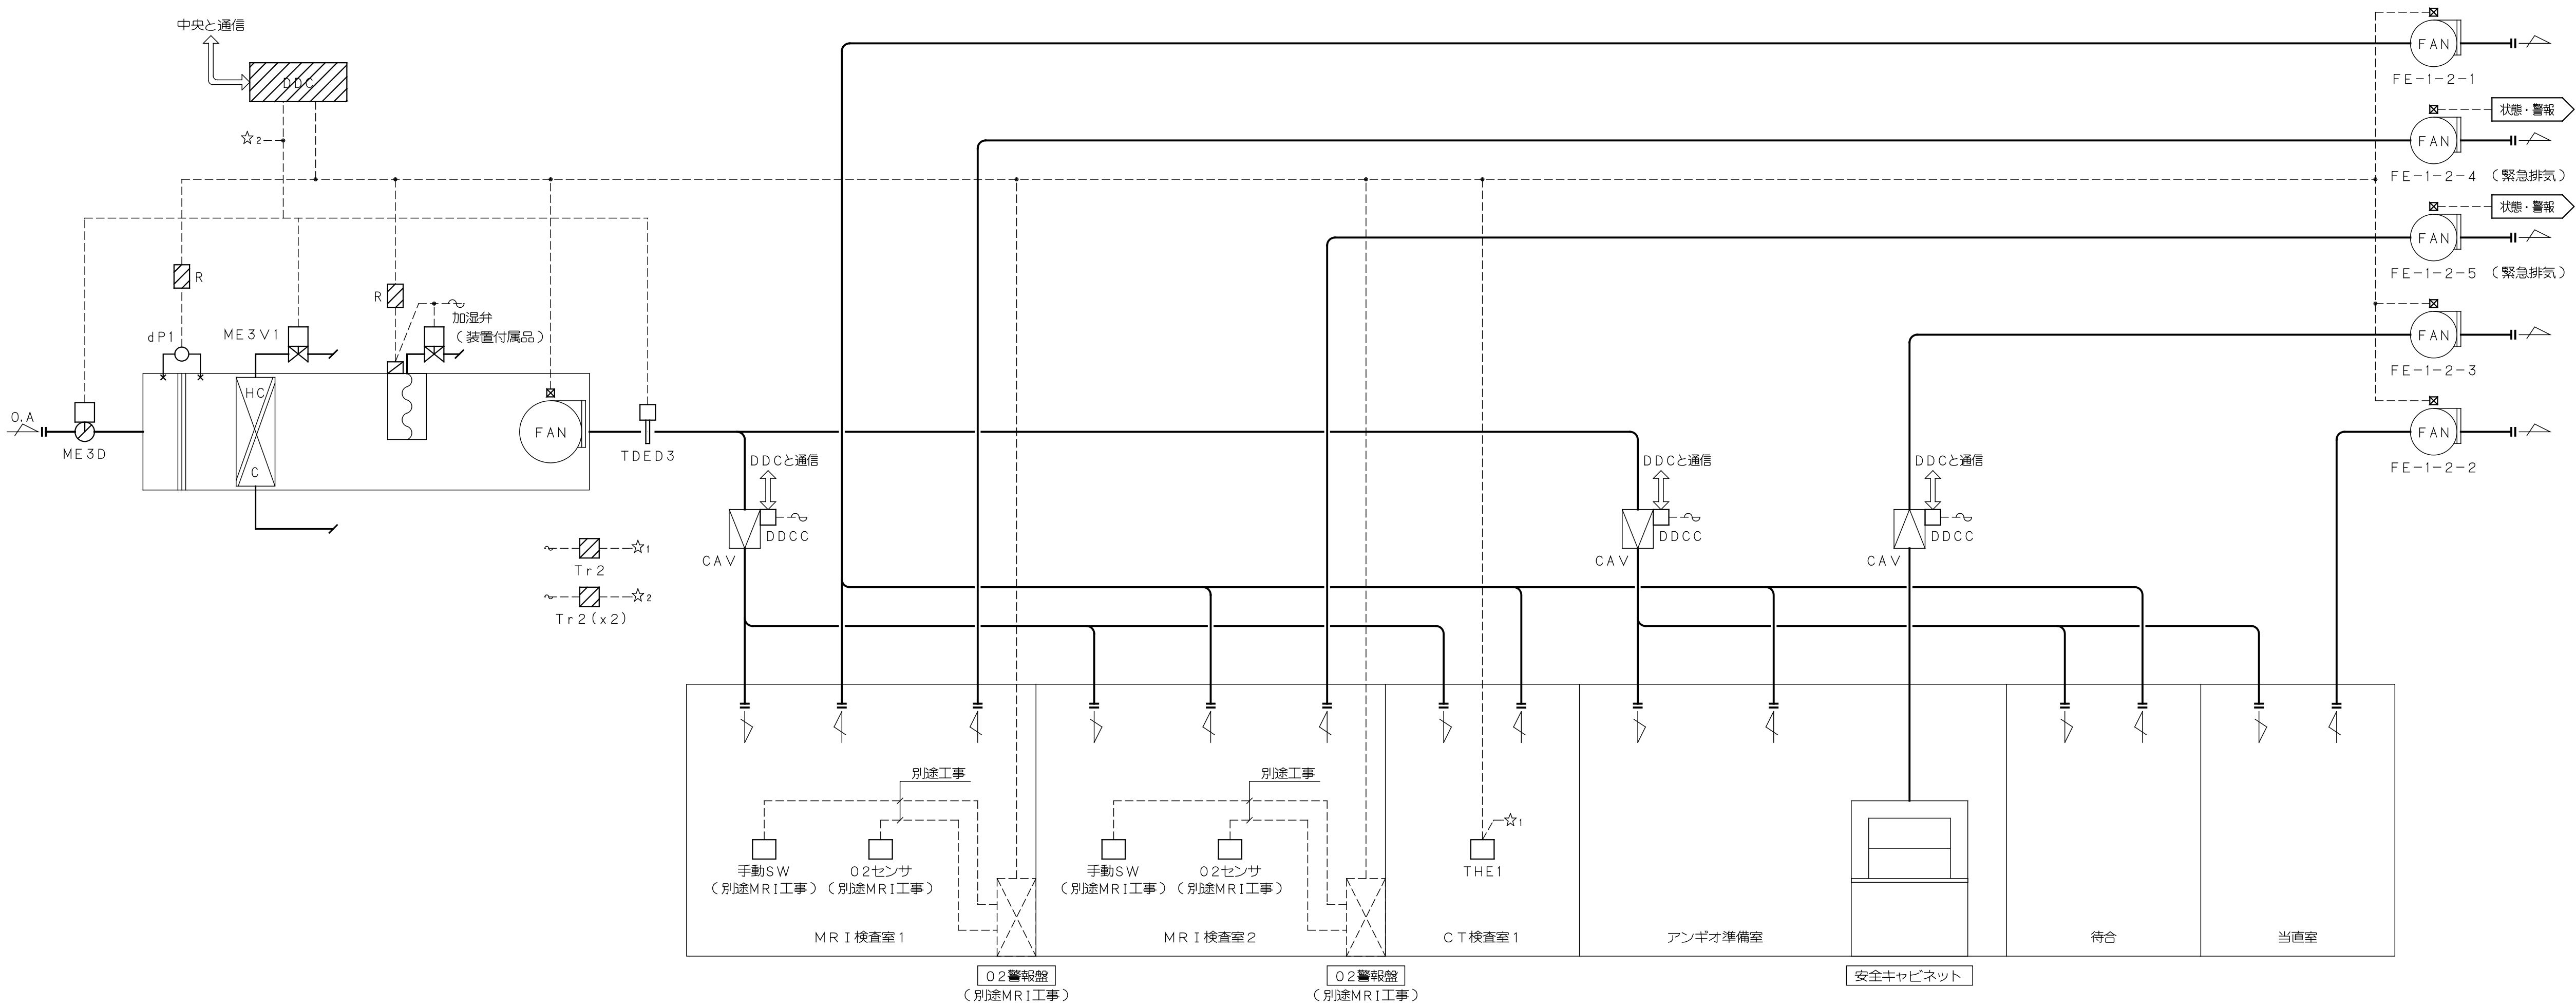 中央と通信
DDC
☆2
FAN
FE-1-2-1
状態・警報
FAN
FE-1-2-4 (緊急排気)
状態・警報
FAN
FE-1-2-5 (緊急排気)
FAN
FE-1-2-3
FAN
FE-1-2-2
R
R
dP1
ME3V1
加湿弁
(装置付属品)
HC
C
O.A
ME3D
FAN
TDED3
DDCと通信
DDCC
CAV
DDCと通信
DDCC
CAV
DDCと通信
DDCC
CAV
☆1
Tr2
☆2
Tr2(x2)
別途工事
手動SW
(別途MRI工事)
O2センサ
(別途MRI工事)
MRI検査室1
O2警報盤
(別途MRI工事)
別途工事
手動SW
(別途MRI工事)
O2センサ
(別途MRI工事)
MRI検査室2
O2警報盤
(別途MRI工事)
☆1
THE1
CT検査室1
アンギオ準備室
安全キャビネット
待合
当直室